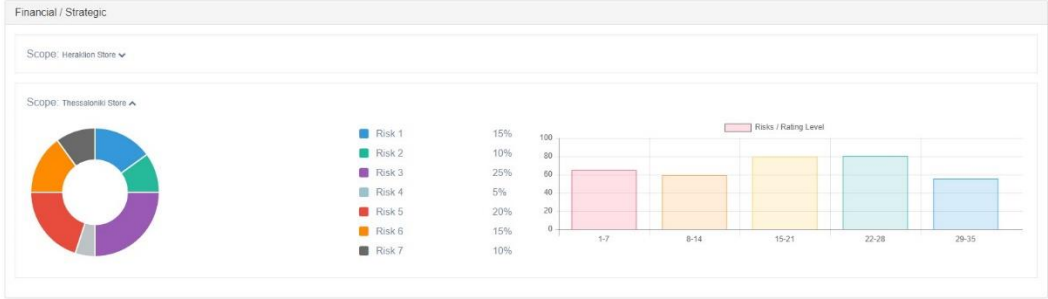 Financial / Strategic
Scope: Heraklion Store
Scope: Thessaloniki Store
Risk 1 15%
Risk 2 10%
Risk 3 25%
Risk 4 5%
Risk 5 20%
Risk 6 15%
Risk 7 10%
Risks / Rating Level
100
80
60
40
20
0
1-7 8-14 15-21 22-28 29-35